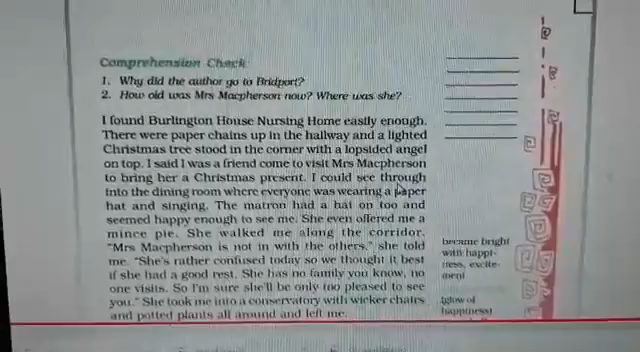 Comprehension Check
1. Why did the author go to Bridport?
2. How old was Mrs Macpherson now? Where was she?
I found Burlington House Nursing Home easily enough.
There were paper chains up in the hallway and a lighted
Christmas tree stood in the corner with a lopsided angel
on top. I said I was a friend come to visit Mrs Macpherson
to bring her a Christmas present. I could see through
into the dining room where everyone was wearing a paper
hat and singing. The matron had a hat on too and
seemed happy enough to see me. She even offered me a
mince pie. She walked me along the corridor.
“Mrs Macpherson is not in with the others,” she told
me. “She’s rather confused today so we thought it best
if she had a good rest. She has no family you know, no
one visits. So I’m sure she’ll be only too pleased to see
you.” She took me into a conservatory with wicker chairs
and potted plants all around and left me.
become bright
with happi-
ness, excite-
ment
(glow of
happiness)